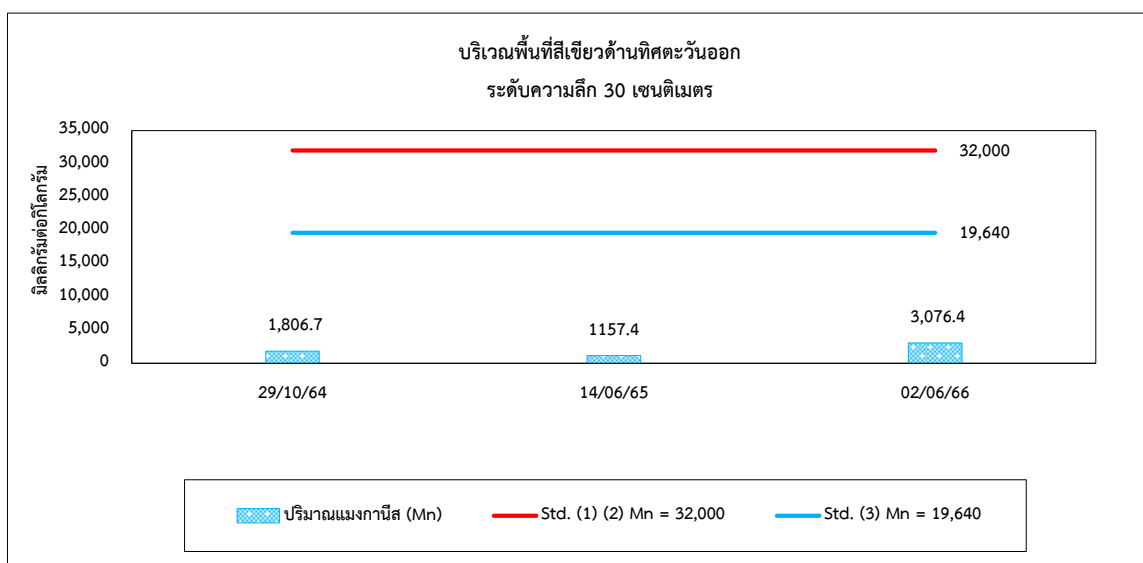 บริเวณพื้นที่สีเขียวด้านทิศตะวันออก
ระดับความลึก 30 เซนติเมตร
มิลลิกรัมต่อกิโลกรัม
35,000
30,000
25,000
20,000
15,000
10,000
5,000
0
32,000
19,640
1,806.7
1157.4
3,076.4
29/10/64
14/06/65
02/06/66
ปริมาณแมงกานีส (Mn)
Std. (1) (2) Mn = 32,000
Std. (3) Mn = 19,640